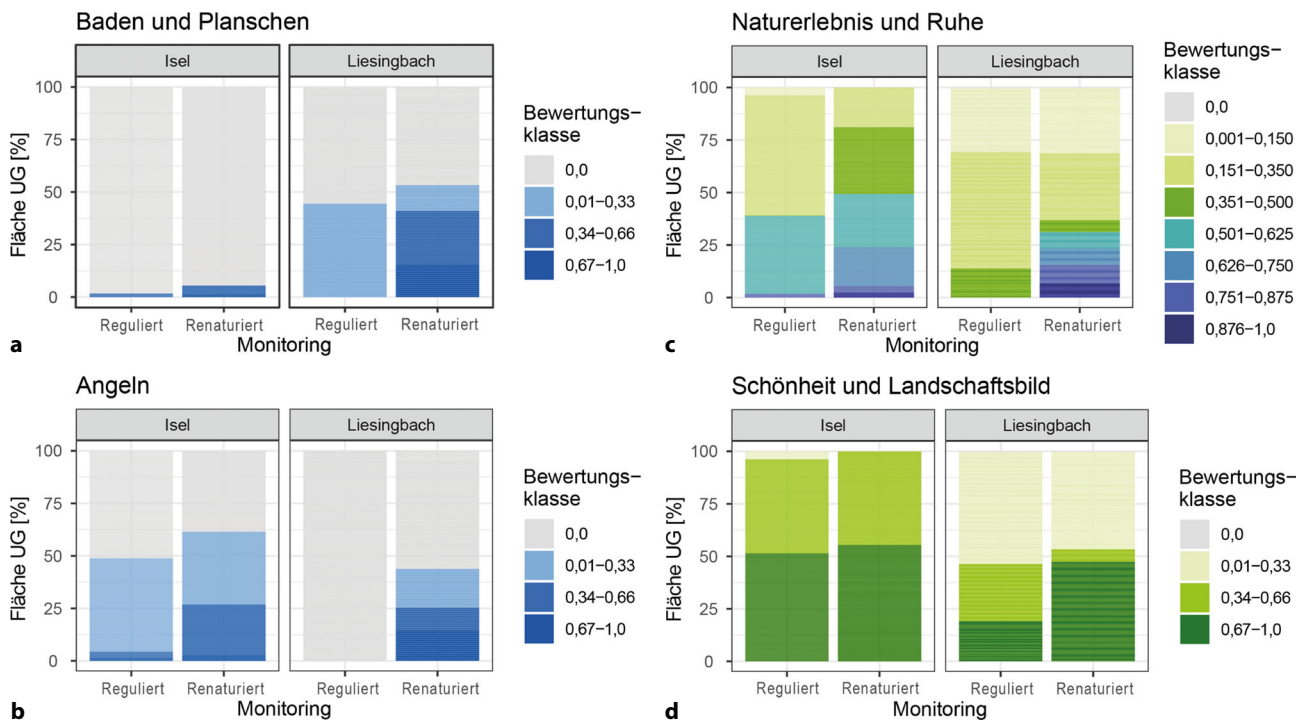 Baden und Planschen
Isel
Liesingbach
Fläche UG [%]
100
75
50
25
0
Reguliert
Renaturiert
Reguliert
Renaturiert
Monitoring
Bewertungs-
klasse
0,0
0,01–0,33
0,34–0,66
0,67–1,0
a
Naturerlebnis und Ruhe
Isel
Liesingbach
Fläche UG [%]
100
75
50
25
0
Reguliert
Renaturiert
Reguliert
Renaturiert
Monitoring
Bewertungs-
klasse
0,0
0,001–0,150
0,151–0,350
0,351–0,500
0,501–0,625
0,626–0,750
0,751–0,875
0,876–1,0
c
Angeln
Isel
Liesingbach
Fläche UG [%]
100
75
50
25
0
Reguliert
Renaturiert
Reguliert
Renaturiert
Monitoring
Bewertungs-
klasse
0,0
0,01–0,33
0,34–0,66
0,67–1,0
b
Schönheit und Landschaftsbild
Isel
Liesingbach
Fläche UG [%]
100
75
50
25
0
Reguliert
Renaturiert
Reguliert
Renaturiert
Monitoring
Bewertungs-
klasse
0,0
0,01–0,33
0,34–0,66
0,67–1,0
d